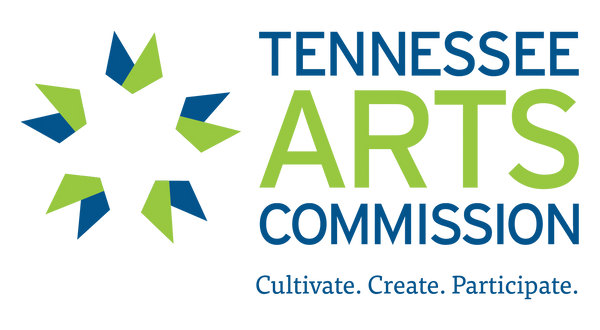 TENNESSEE
ARTS
COMMISSION
Cultivate. Create. Participate.